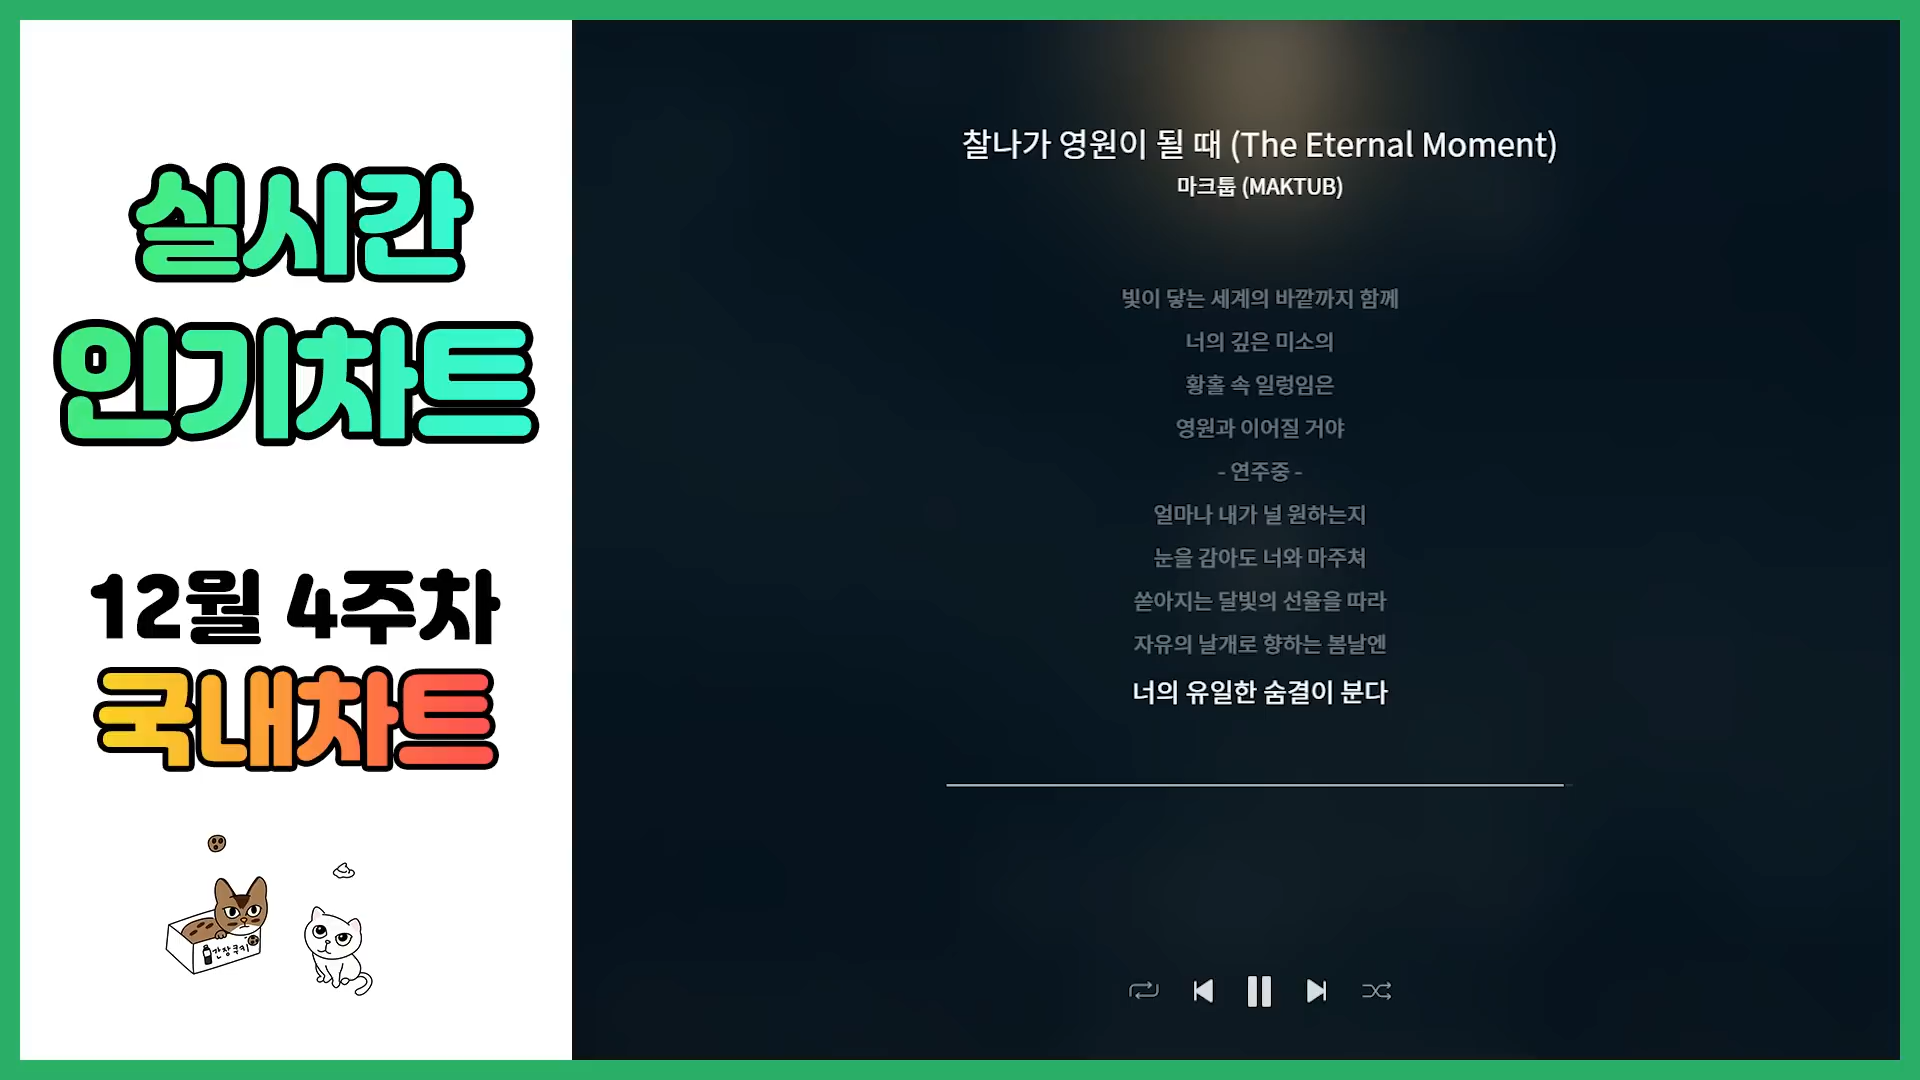 실시간
인기차트
12월 4주차
국내차트
간장쿠키
찰나가 영원이 될 때 (The Eternal Moment)
마크툽 (MAKTUB)
빛이 닿는 세계의 바깥까지 함께
너의 깊은 미소의
황홀 속 일렁임은
영원과 이어질 거야
- 연주중 -
얼마나 내가 널 원하는지
눈을 감아도 너와 마주쳐
쏟아지는 달빛의 선율을 따라
자유의 날개로 향하는 봄날엔
너의 유일한 숨결이 분다